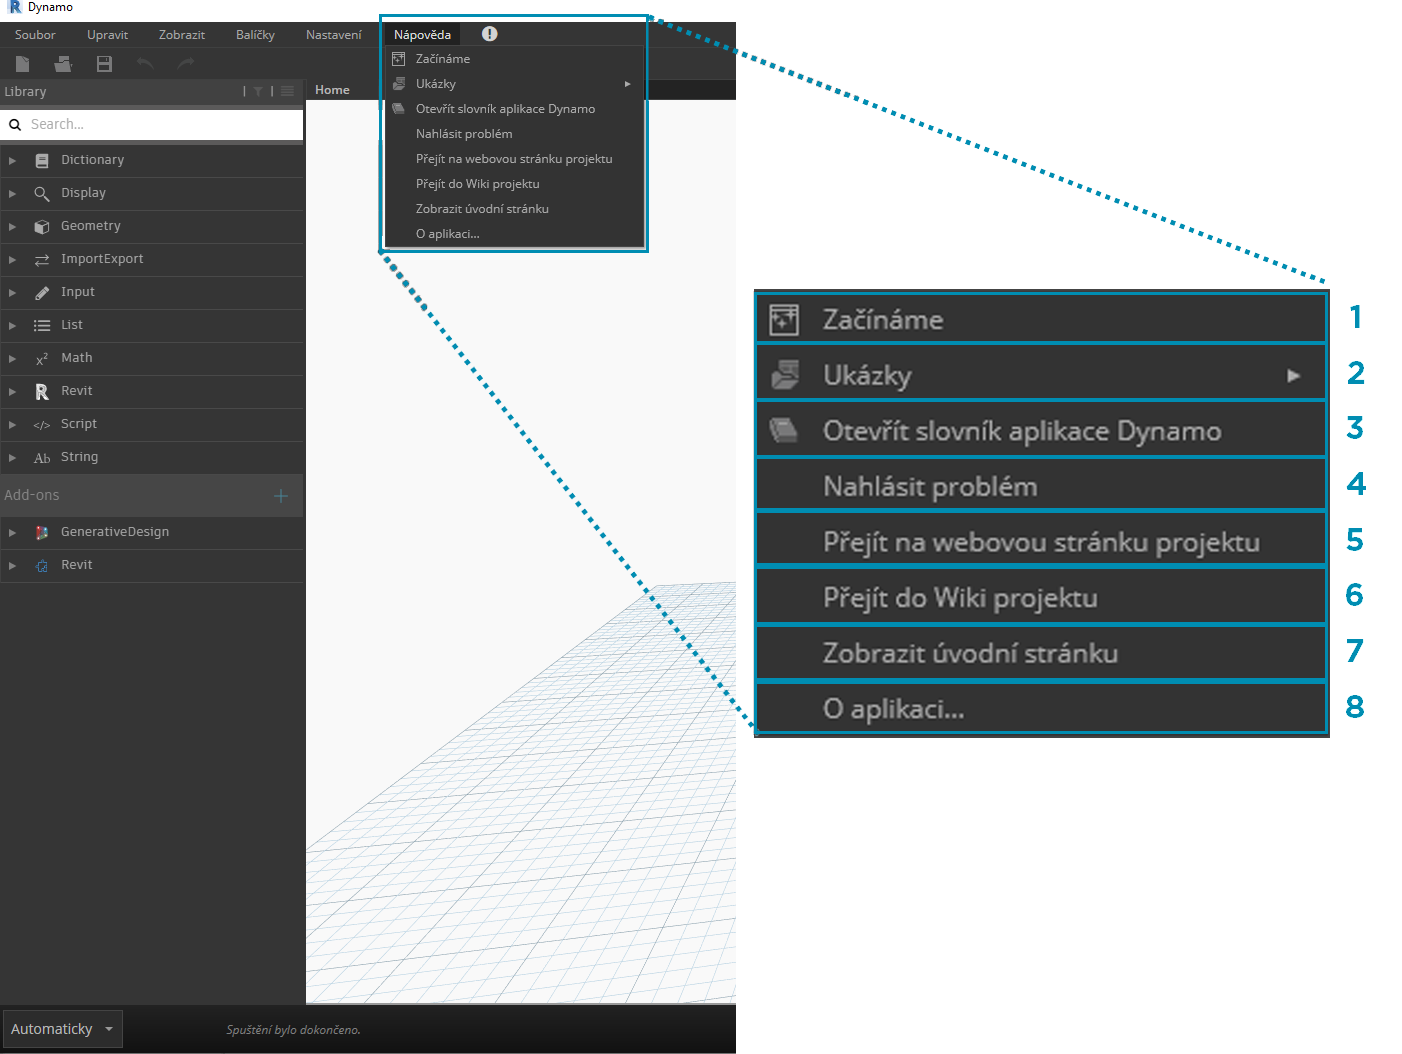 Dynamo
Soubor Upravit Zobrazit Balíčky Nastavení Nápověda
Začínáme
Ukázky
Otevřít slovník aplikace Dynamo
Nahlásit problém
Přejít na webovou stránku projektu
Přejít do Wiki projektu
Zobrazit úvodní stránku
O aplikaci...
Library
Home
Search...
Dictionary
Display
Geometry
ImportExport
Input
List
Math
Revit
Script
String
Add-ons
GenerativeDesign
Revit
Začínáme 1
Ukázky 2
Otevřít slovník aplikace Dynamo 3
Nahlásit problém 4
Přejít na webovou stránku projektu 5
Přejít do Wiki projektu 6
Zobrazit úvodní stránku 7
O aplikaci... 8
Automaticky
Spuštění bylo dokončeno.